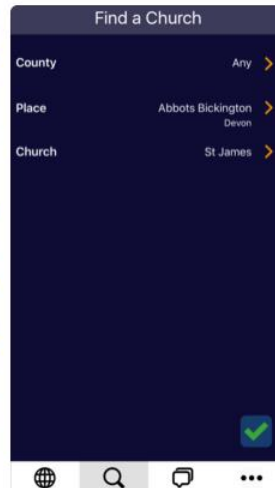 Find a Church
County Any
Place Abbots Bickington
Devon
Church St James